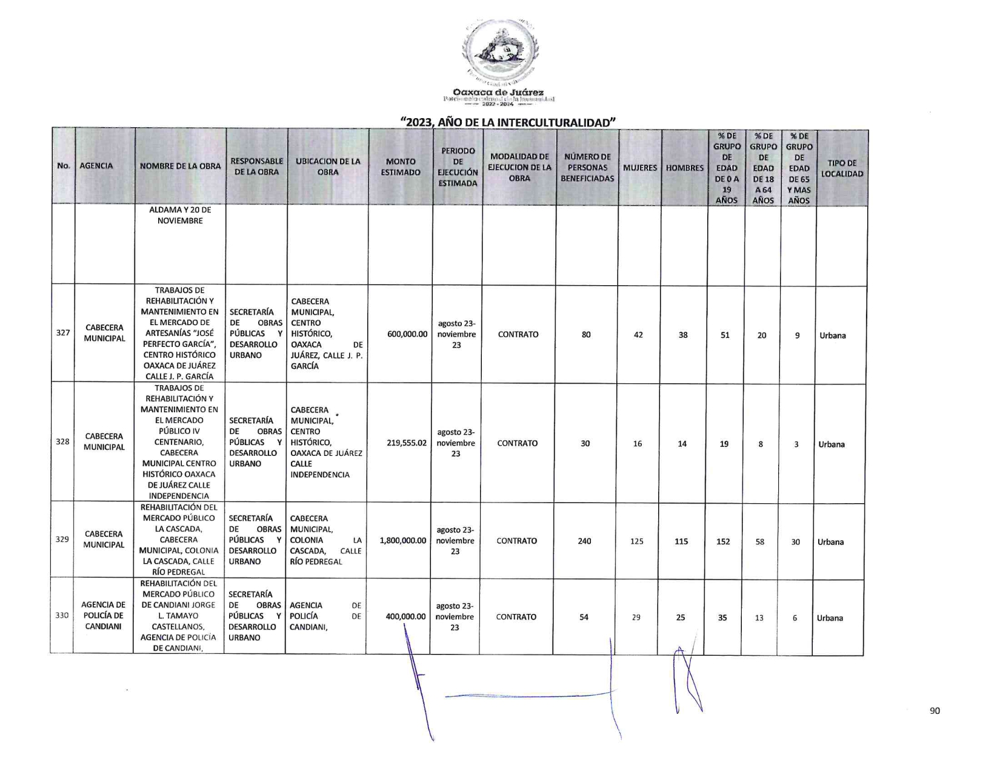 Oaxaca de Juárez
Patrimonio cultural de la humanidad
2022 - 2024
"2023, AÑO DE LA INTERCULTURALIDAD"
No.
AGENCIA
NOMBRE DE LA OBRA
RESPONSABLE
DE LA OBRA
UBICACION DE LA
OBRA
MONTO
ESTIMADO
PERIODO
DE
EJECUCIÓN
ESTIMADA
MODALIDAD DE
EJECUCION DE LA
OBRA
NÚMERO DE
PERSONAS
BENEFICIADAS
MUJERES
HOMBRES
% DE
GRUPO
DE
EDAD
DE 0 A
19
AÑOS
% DE
GRUPO
DE
EDAD
DE 18
A 64
AÑOS
% DE
GRUPO
DE
EDAD
DE 65
Y MAS
AÑOS
TIPO DE
LOCALIDAD
ALDAMA Y 20 DE
NOVIEMBRE
327
CABECERA
MUNICIPAL
TRABAJOS DE
REHABILITACIÓN Y
MANTENIMIENTO EN
EL MERCADO DE
ARTESANÍAS "JOSÉ
PERFECTO GARCÍA",
CENTRO HISTÓRICO
OAXACA DE JUÁREZ
CALLE J. P. GARCÍA
SECRETARÍA
DE OBRAS
PÚBLICAS Y
DESARROLLO
URBANO
CABECERA
MUNICIPAL,
CENTRO
HISTÓRICO,
OAXACA DE
JUÁREZ, CALLE J. P.
GARCÍA
600,000.00
agosto 23-
noviembre
23
CONTRATO
80
42
38
51
20
9
Urbana
328
CABECERA
MUNICIPAL
TRABAJOS DE
REHABILITACIÓN Y
MANTENIMIENTO EN
EL MERCADO
PÚBLICO IV
CENTENARIO,
CABECERA
MUNICIPAL CENTRO
HISTÓRICO OAXACA
DE JUÁREZ CALLE
INDEPENDENCIA
SECRETARÍA
DE OBRAS
PÚBLICAS Y
DESARROLLO
URBANO
CABECERA
MUNICIPAL,
CENTRO
HISTÓRICO,
OAXACA DE JUÁREZ
CALLE
INDEPENDENCIA
219,555.02
agosto 23-
noviembre
23
CONTRATO
30
16
14
19
8
3
Urbana
329
CABECERA
MUNICIPAL
REHABILITACIÓN DEL
MERCADO PÚBLICO
LA CASCADA,
CABECERA
MUNICIPAL, COLONIA
LA CASCADA, CALLE
RÍO PEDREGAL
SECRETARÍA
DE OBRAS
PÚBLICAS Y
DESARROLLO
URBANO
CABECERA
MUNICIPAL,
COLONIA LA
CASCADA, CALLE
RÍO PEDREGAL
1,800,000.00
agosto 23-
noviembre
23
CONTRATO
240
125
115
152
58
30
Urbana
330
AGENCIA DE
POLICÍA DE
CANDIANI
REHABILITACIÓN DEL
MERCADO PÚBLICO
DE CANDIANI JORGE
L. TAMAYO
CASTELLANOS,
AGENCIA DE POLICÍA
DE CANDIANI,
SECRETARÍA
DE OBRAS
PÚBLICAS Y
DESARROLLO
URBANO
AGENCIA DE
POLICÍA DE
CANDIANI,
400,000.00
agosto 23-
noviembre
23
CONTRATO
54
29
25
35
13
6
Urbana
90